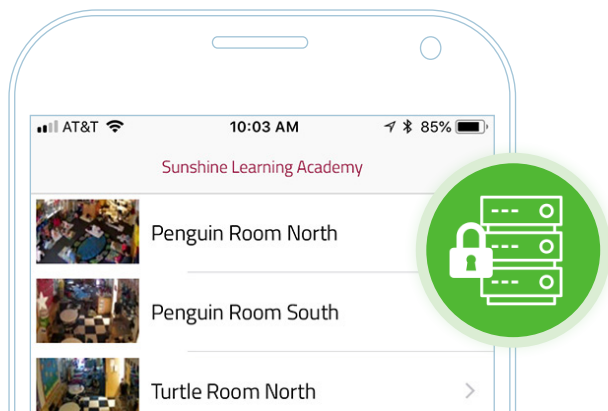 AT&T 10:03 AM 85%
Sunshine Learning Academy
Penguin Room North
Penguin Room South
Turtle Room North